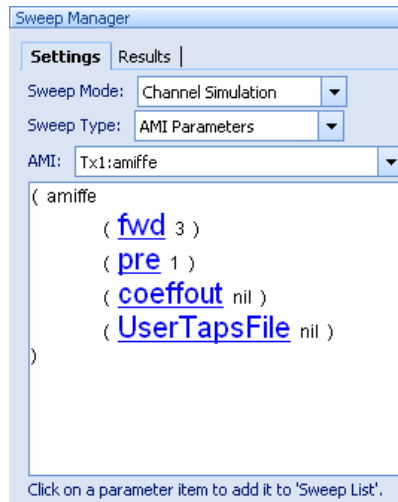 Sweep Manager
Settings Results
Sweep Mode: Channel Simulation
Sweep Type: AMI Parameters
AMI: Tx1:amiffe
( amiffe
( fwd 3 )
( pre 1 )
( coeffout nil )
( UserTapsFile nil )
)
Click on a parameter item to add it to 'Sweep List'.